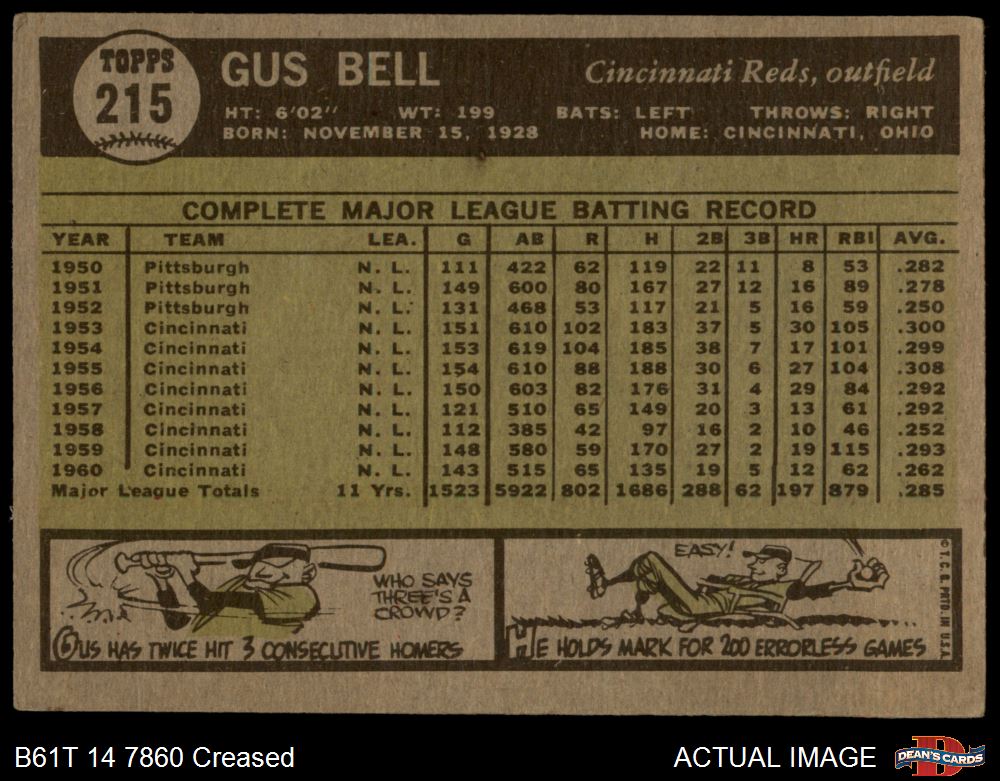 TOPPS
215
GUS BELL
Cincinnati Reds, outfield
HT: 6'02" WT: 199 BATS: LEFT THROWS: RIGHT
BORN: NOVEMBER 15, 1928 HOME: CINCINNATI, OHIO
COMPLETE MAJOR LEAGUE BATTING RECORD
YEAR TEAM LEA. G AB R H 2B 3B HR RBI AVG.
1950 Pittsburgh N. L. 111 422 62 119 22 11 8 53 .282
1951 Pittsburgh N. L. 149 600 80 167 27 12 16 89 .278
1952 Pittsburgh N. L. 131 468 53 117 21 5 16 59 .250
1953 Cincinnati N. L. 151 610 102 183 37 5 30 105 .300
1954 Cincinnati N. L. 153 619 104 185 38 7 17 101 .299
1955 Cincinnati N. L. 154 610 88 188 30 6 27 104 .308
1956 Cincinnati N. L. 150 603 82 176 31 4 29 84 .292
1957 Cincinnati N. L. 121 510 65 149 20 3 13 61 .292
1958 Cincinnati N. L. 112 385 42 97 16 2 10 46 .252
1959 Cincinnati N. L. 148 580 59 170 27 2 19 115 .293
1960 Cincinnati N. L. 143 515 65 135 19 5 12 62 .262
Major League Totals 11 Yrs. 1523 5922 802 1686 288 62 197 879 .285
WHO SAYS
THREE'S A
CROWD?
GUS HAS TWICE HIT 3 CONSECUTIVE HOMERS
EASY!
HE HOLDS MARK FOR 200 ERRORLESS GAMES
© T. C. G. PRTD. IN U.S.A.
B61T 14 7860 Creased
ACTUAL IMAGE
DEAN'S CARDS